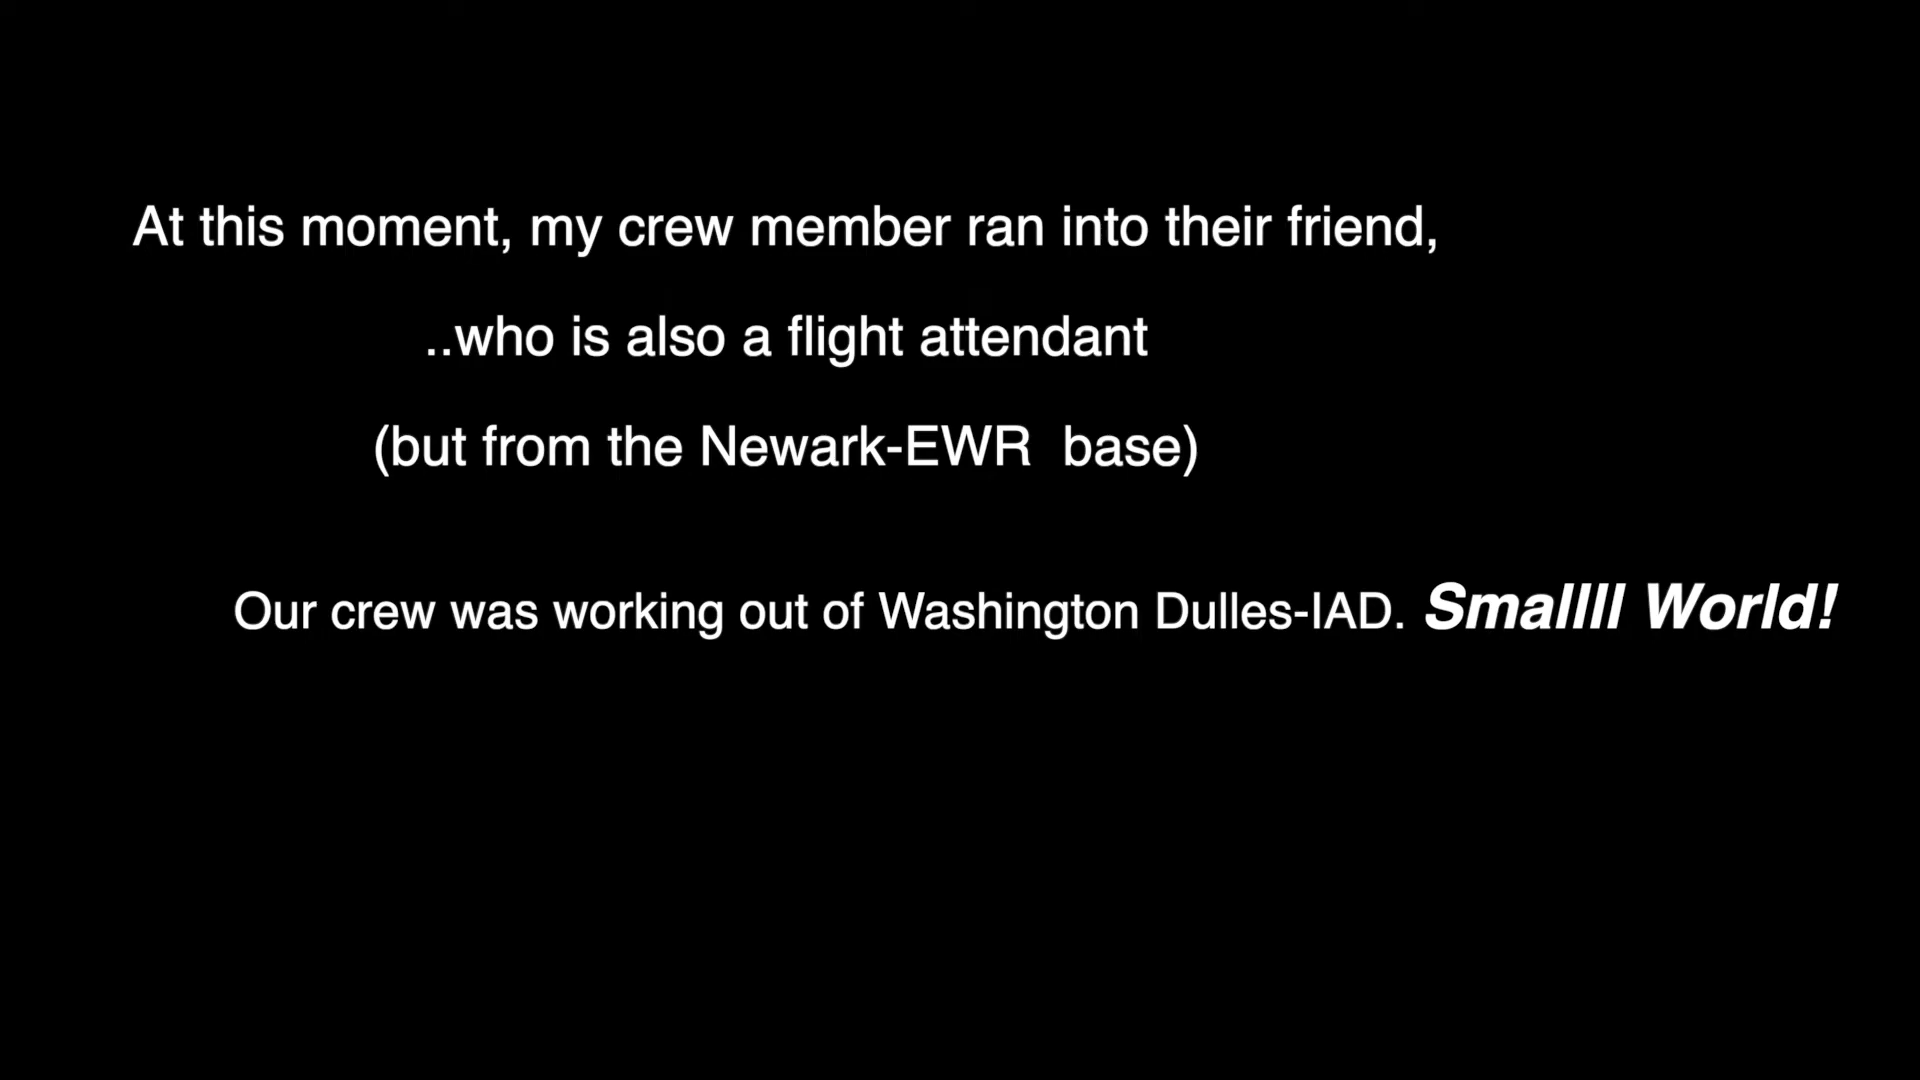 At this moment, my crew member ran into their friend,
..who is also a flight attendant
(but from the Newark-EWR  base)
Our crew was working out of Washington Dulles-IAD. Smallll World!